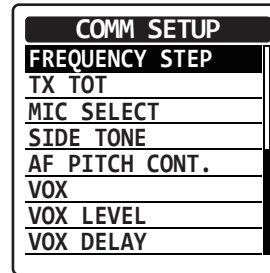 COMM SETUP
FREQUENCY STEP
TX TOT
MIC SELECT
SIDE TONE
AF PITCH CONT.
VOX
VOX LEVEL
VOX DELAY